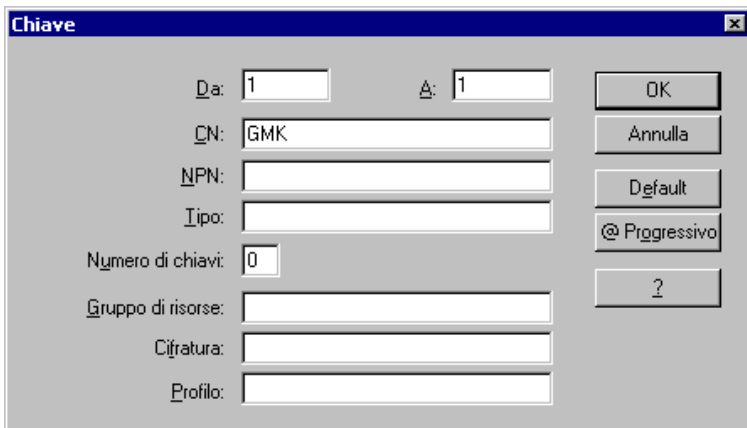 Chiave
Da: 1 A: 1 OK
CN: GMK Annulla
NPN: Default
Tipo: @ Progressivo
Numero di chiavi: 0
?
Gruppo di risorse:
Cifratura:
Profilo: